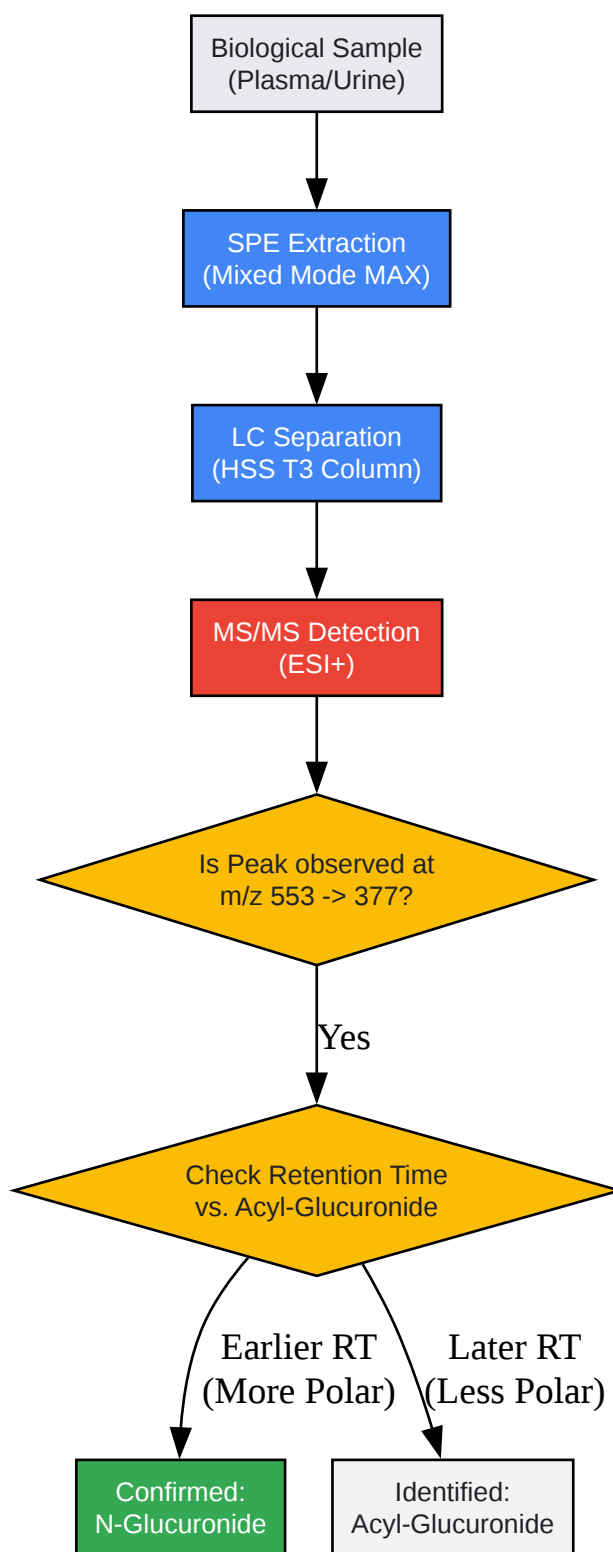 Biological Sample
(Plasma/Urine)
SPE Extraction
(Mixed Mode MAX)
LC Separation
(HSS T3 Column)
MS/MS Detection
(ESI+)
Is Peak observed at
m/z 553 -> 377?
Yes
Check Retention Time
vs. Acyl-Glucuronide
Earlier RT
(More Polar)
Later RT
(Less Polar)
Confirmed:
N-Glucuronide
Identified:
Acyl-Glucuronide